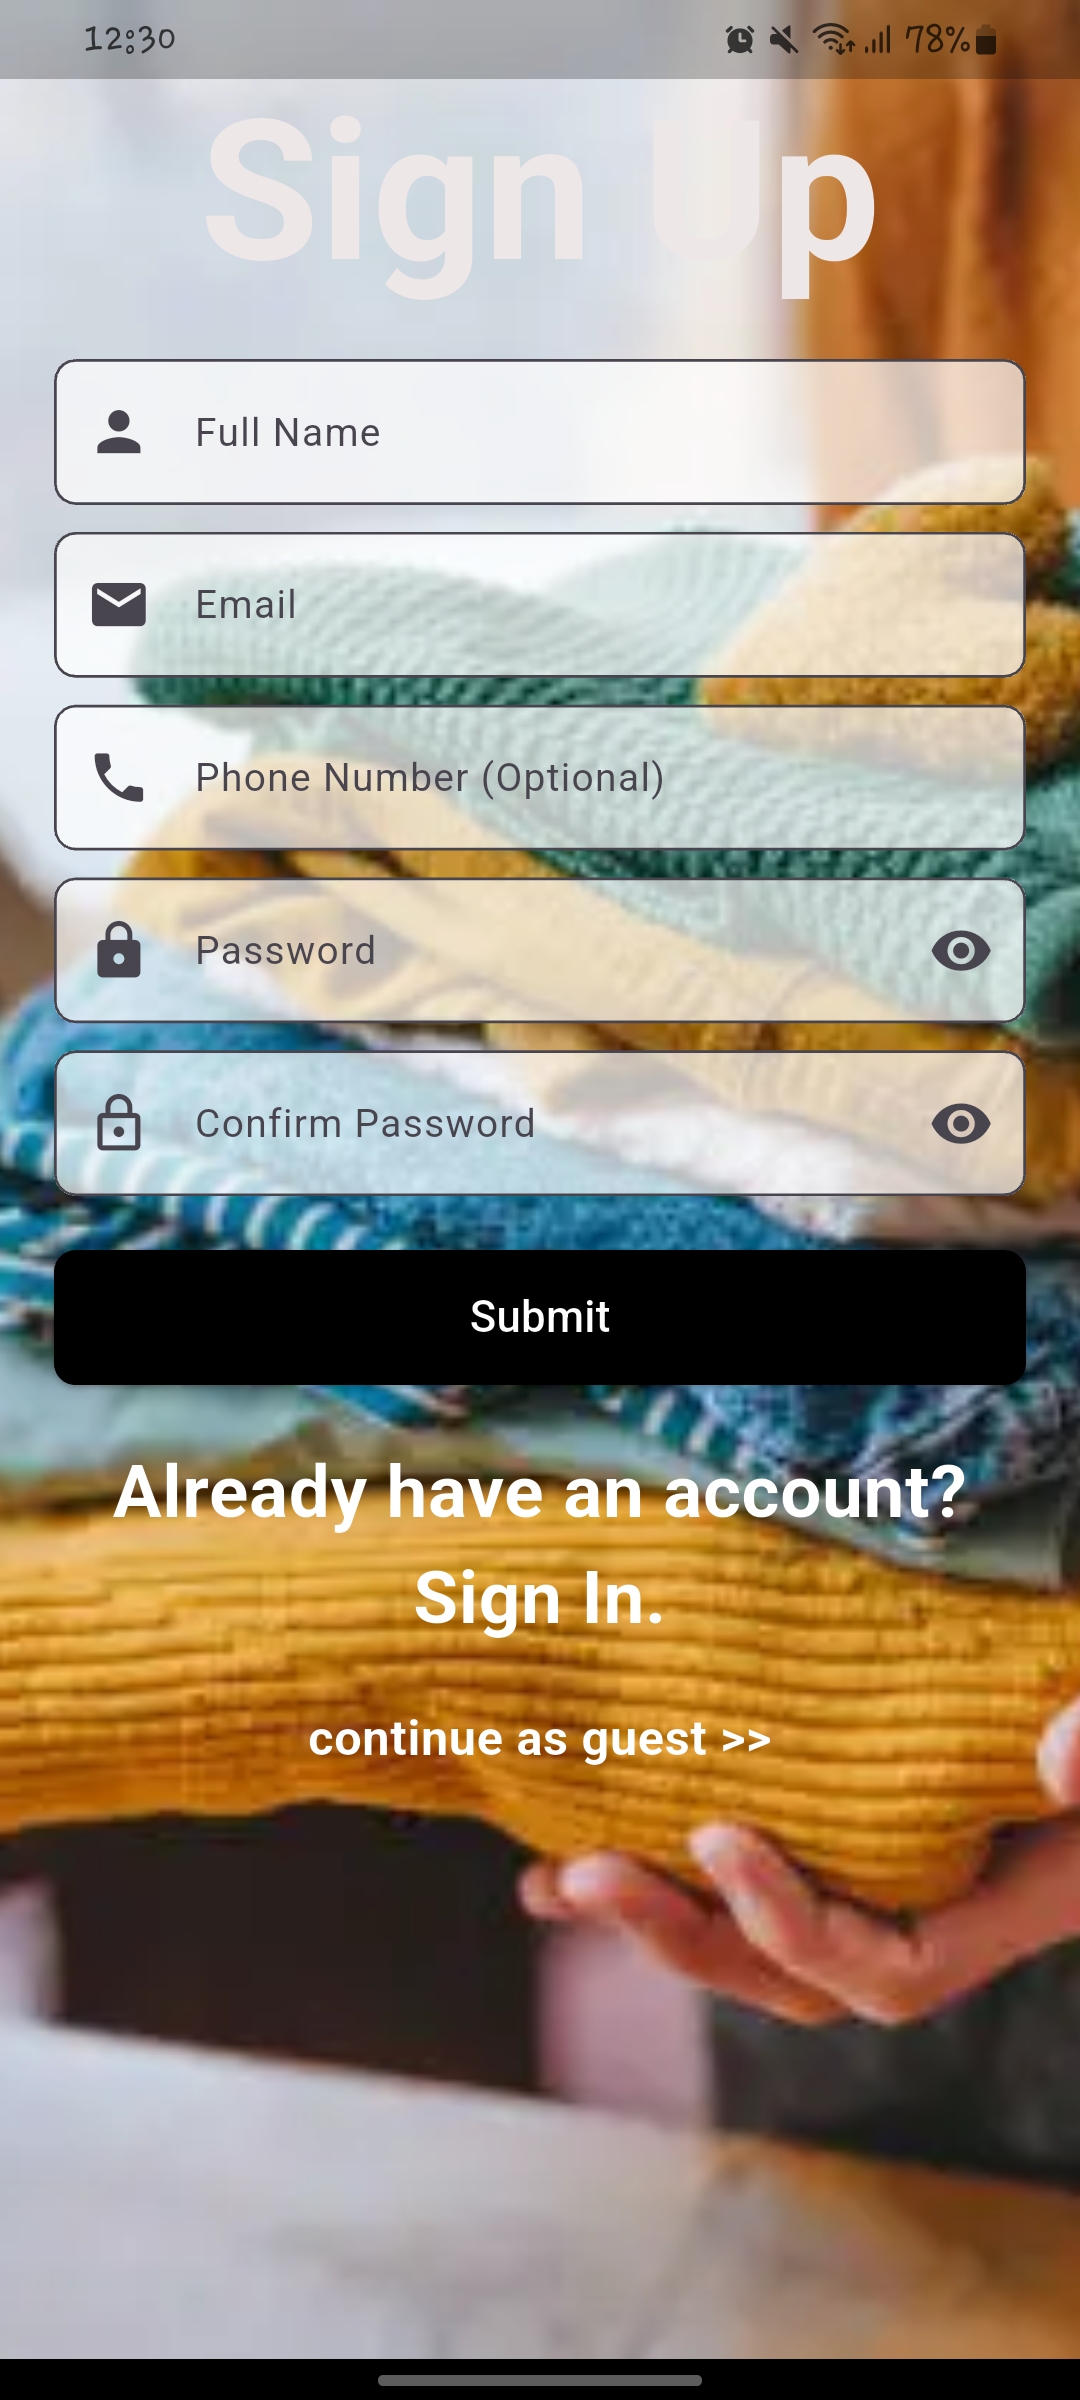 12:30
78%
Sign Up
Full Name
Email
Phone Number (Optional)
Password
Confirm Password
Submit
Already have an account?
Sign In.
continue as guest >>